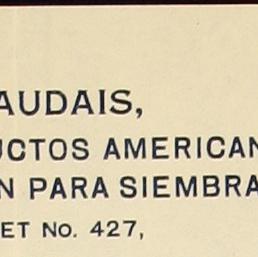 AUDAIS,
UCTOS AMERICAN
N PARA SIEMBRA
ET No. 427,